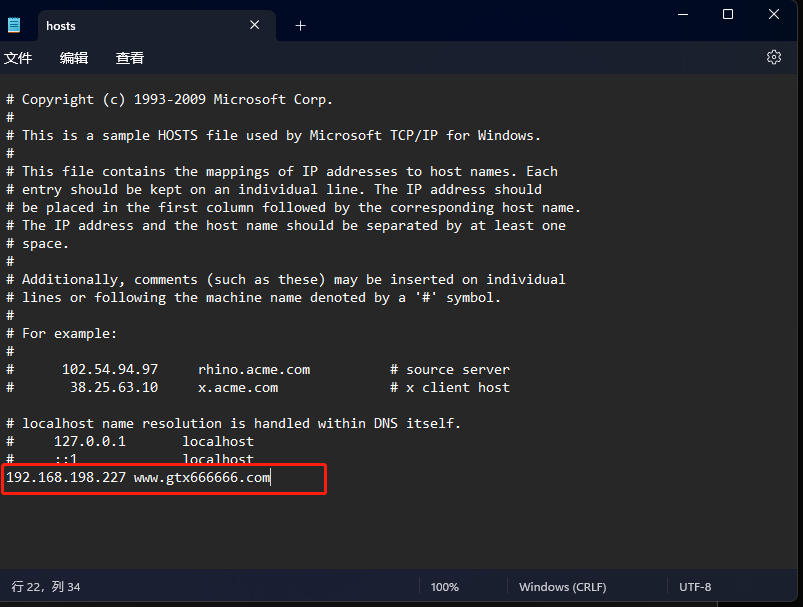 hosts
文件 编辑 查看
# Copyright (c) 1993-2009 Microsoft Corp.
#
# This is a sample HOSTS file used by Microsoft TCP/IP for Windows.
#
# This file contains the mappings of IP addresses to host names. Each
# entry should be kept on an individual line. The IP address should
# be placed in the first column followed by the corresponding host name.
# The IP address and the host name should be separated by at least one
# space.
#
# Additionally, comments (such as these) may be inserted on individual
# lines or following the machine name denoted by a '#' symbol.
#
# For example:
#
#      102.54.94.97     rhino.acme.com          # source server
#       38.25.63.10     x.acme.com              # x client host
# localhost name resolution is handled within DNS itself.
#     127.0.0.1       localhost
#     ::1             localhost
192.168.198.227 www.gtx666666.com
行 22，列 34 100% Windows (CRLF) UTF-8